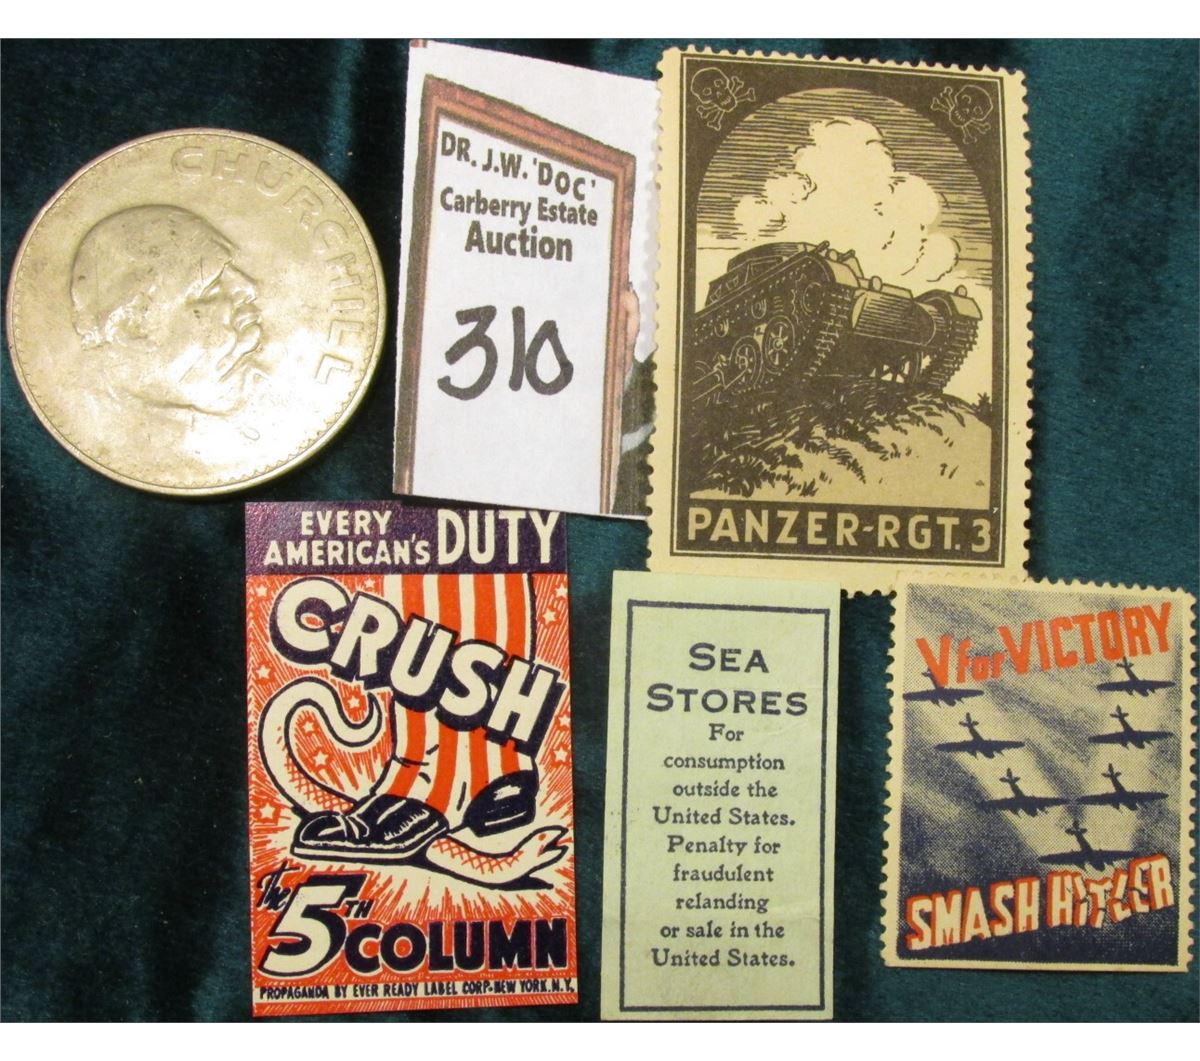 CHURCHILL
DR. J.W. 'DOC'
Carberry Estate
Auction
310
PANZER-RGT. 3
EVERY
AMERICAN'S DUTY
CRUSH
The
5TH
COLUMN
PROPAGANDA BY EVER READY LABEL CORP-NEW YORK.N.Y.
SEA
STORES
For
consumption
outside the
United States.
Penalty for
fraudulent
relanding
or sale in the
United States.
V for VICTORY
SMASH HITLER